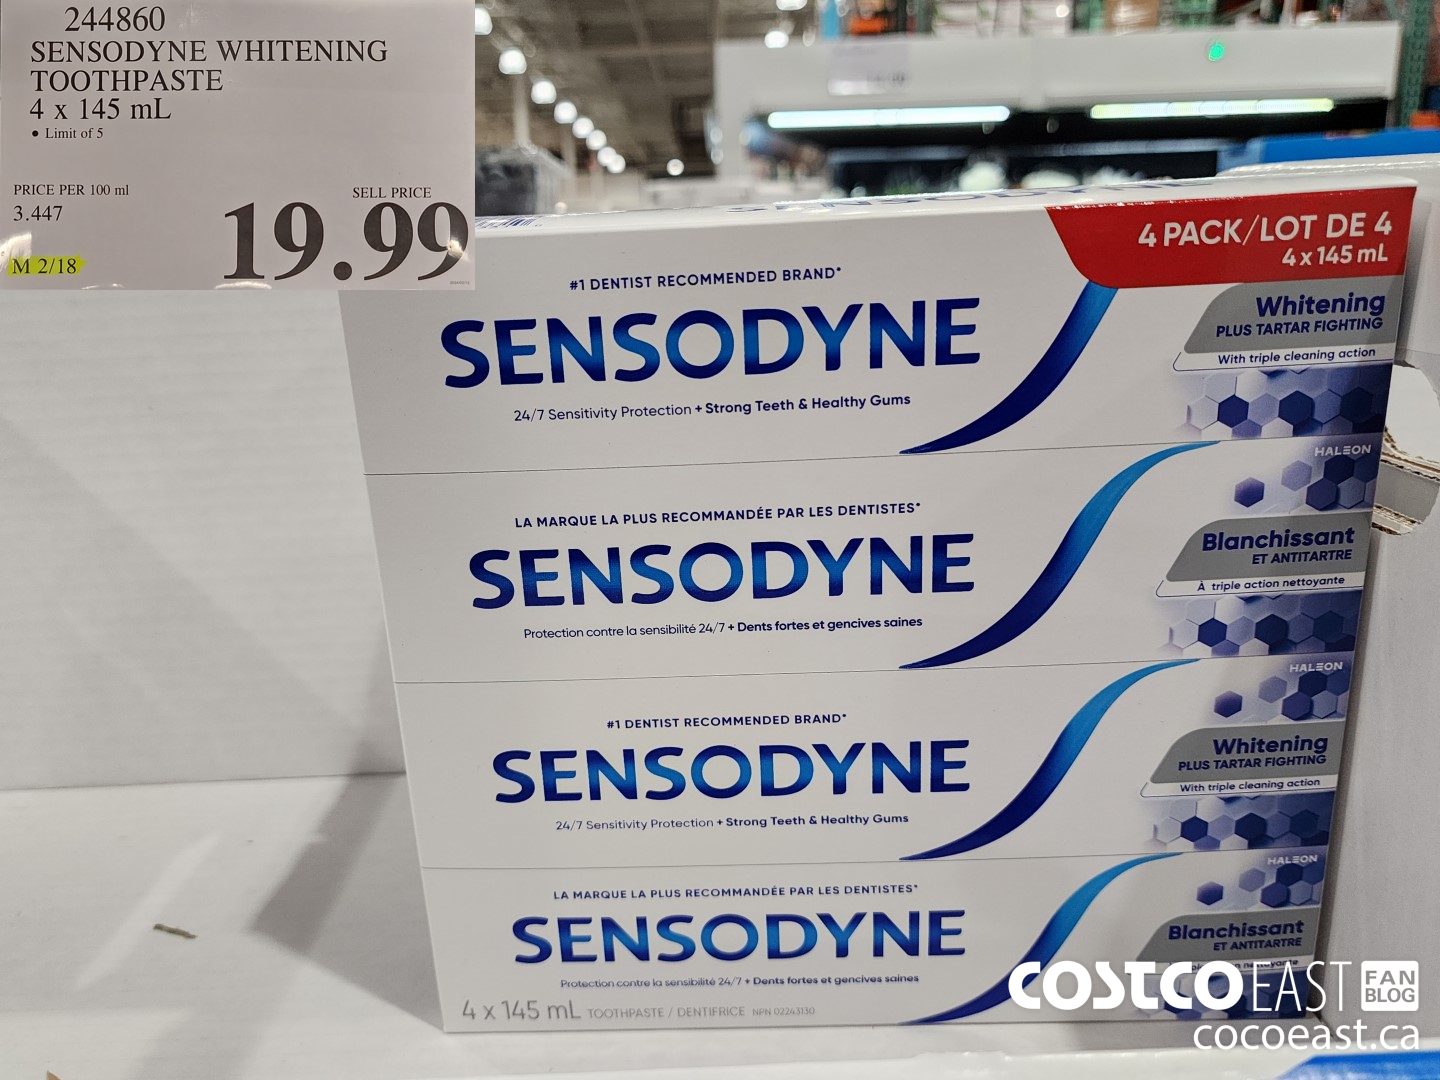 244860
SENSODYNE WHITENING
TOOTHPASTE
4 x 145 mL
• Limit of 5
PRICE PER 100 ml
3.447
SELL PRICE
19.99
M 2/18
4 PACK/LOT DE 4
4 x 145 mL
#1 DENTIST RECOMMENDED BRAND*
SENSODYNE
24/7 Sensitivity Protection + Strong Teeth & Healthy Gums
Whitening
PLUS TARTAR FIGHTING
With triple cleaning action
HALEON
LA MARQUE LA PLUS RECOMMANDÉE PAR LES DENTISTES*
SENSODYNE
Protection contre la sensibilité 24/7 + Dents fortes et gencives saines
Blanchissant
ET ANTITARTRE
À triple action nettoyante
HALEON
#1 DENTIST RECOMMENDED BRAND*
SENSODYNE
24/7 Sensitivity Protection + Strong Teeth & Healthy Gums
Whitening
PLUS TARTAR FIGHTING
With triple cleaning action
HALEON
LA MARQUE LA PLUS RECOMMANDÉE PAR LES DENTISTES*
SENSODYNE
Protection contre la sensibilité 24/7 + Dents fortes et gencives saines
Blanchissant
ET ANTITARTRE
4 x 145 mL TOOTHPASTE / DENTIFRICE NPN 02243130
COSTCO EAST FAN BLOG
cocoeast.ca